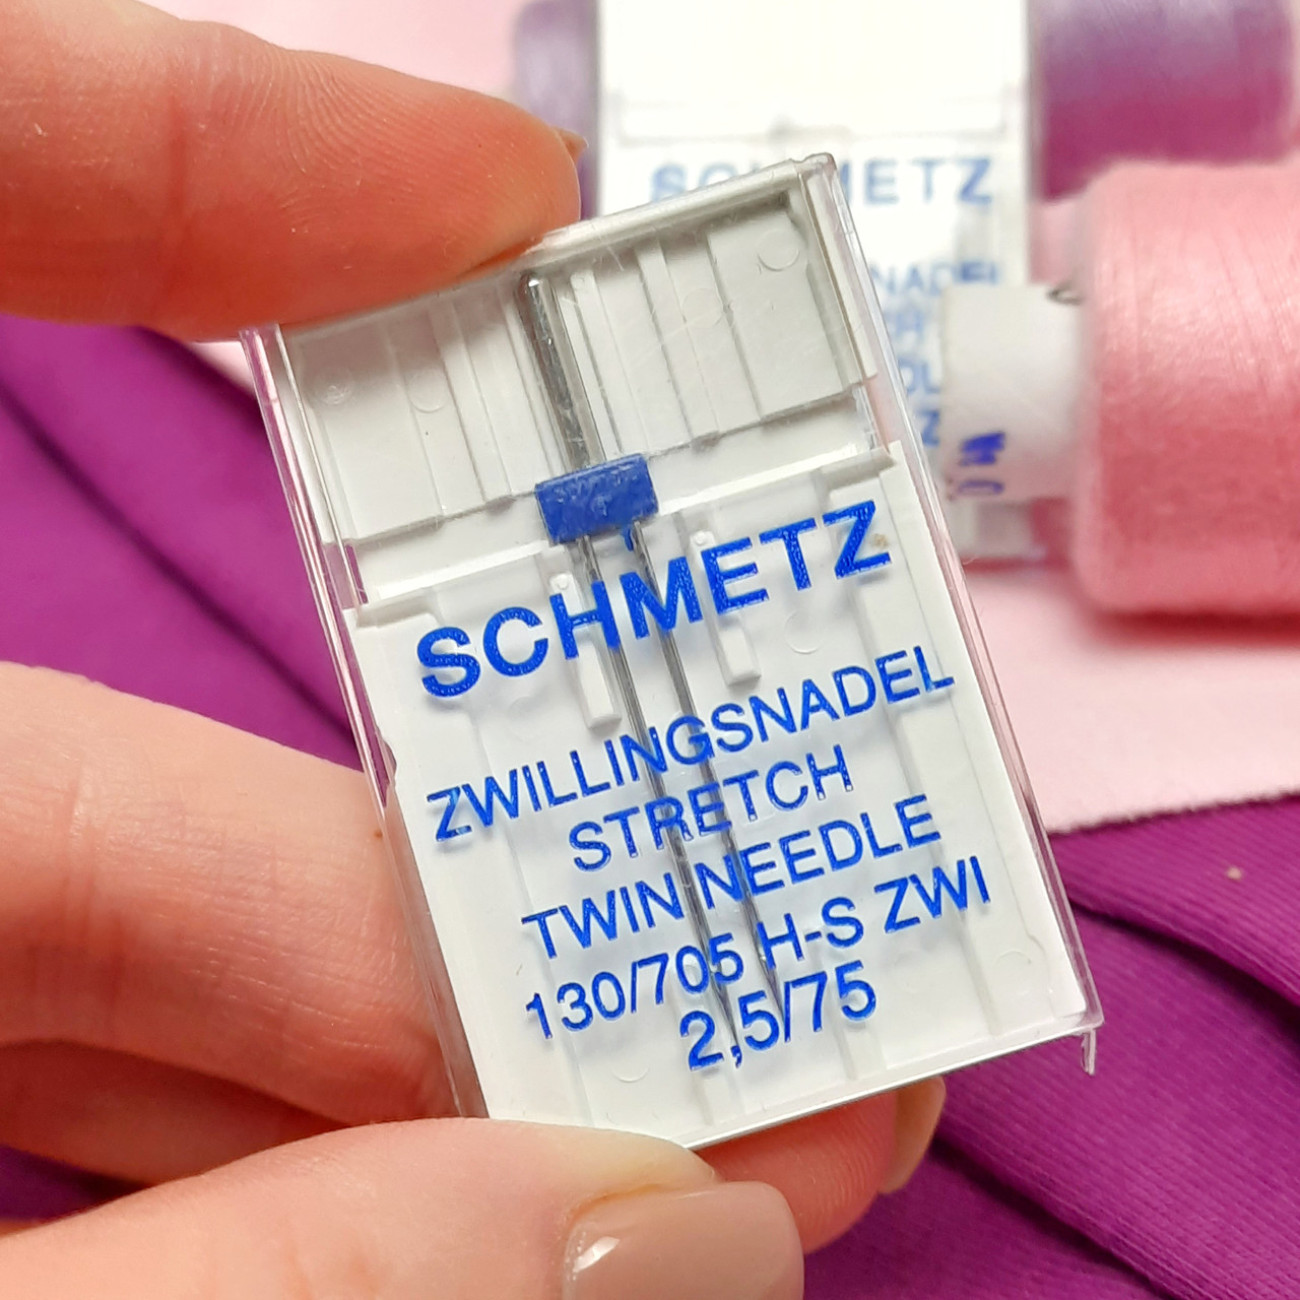 SCHMETZ
ZWILLINGSNADEL
STRETCH
TWIN NEEDLE
130/705 H-S ZWI
2,5/75
SCHMETZ